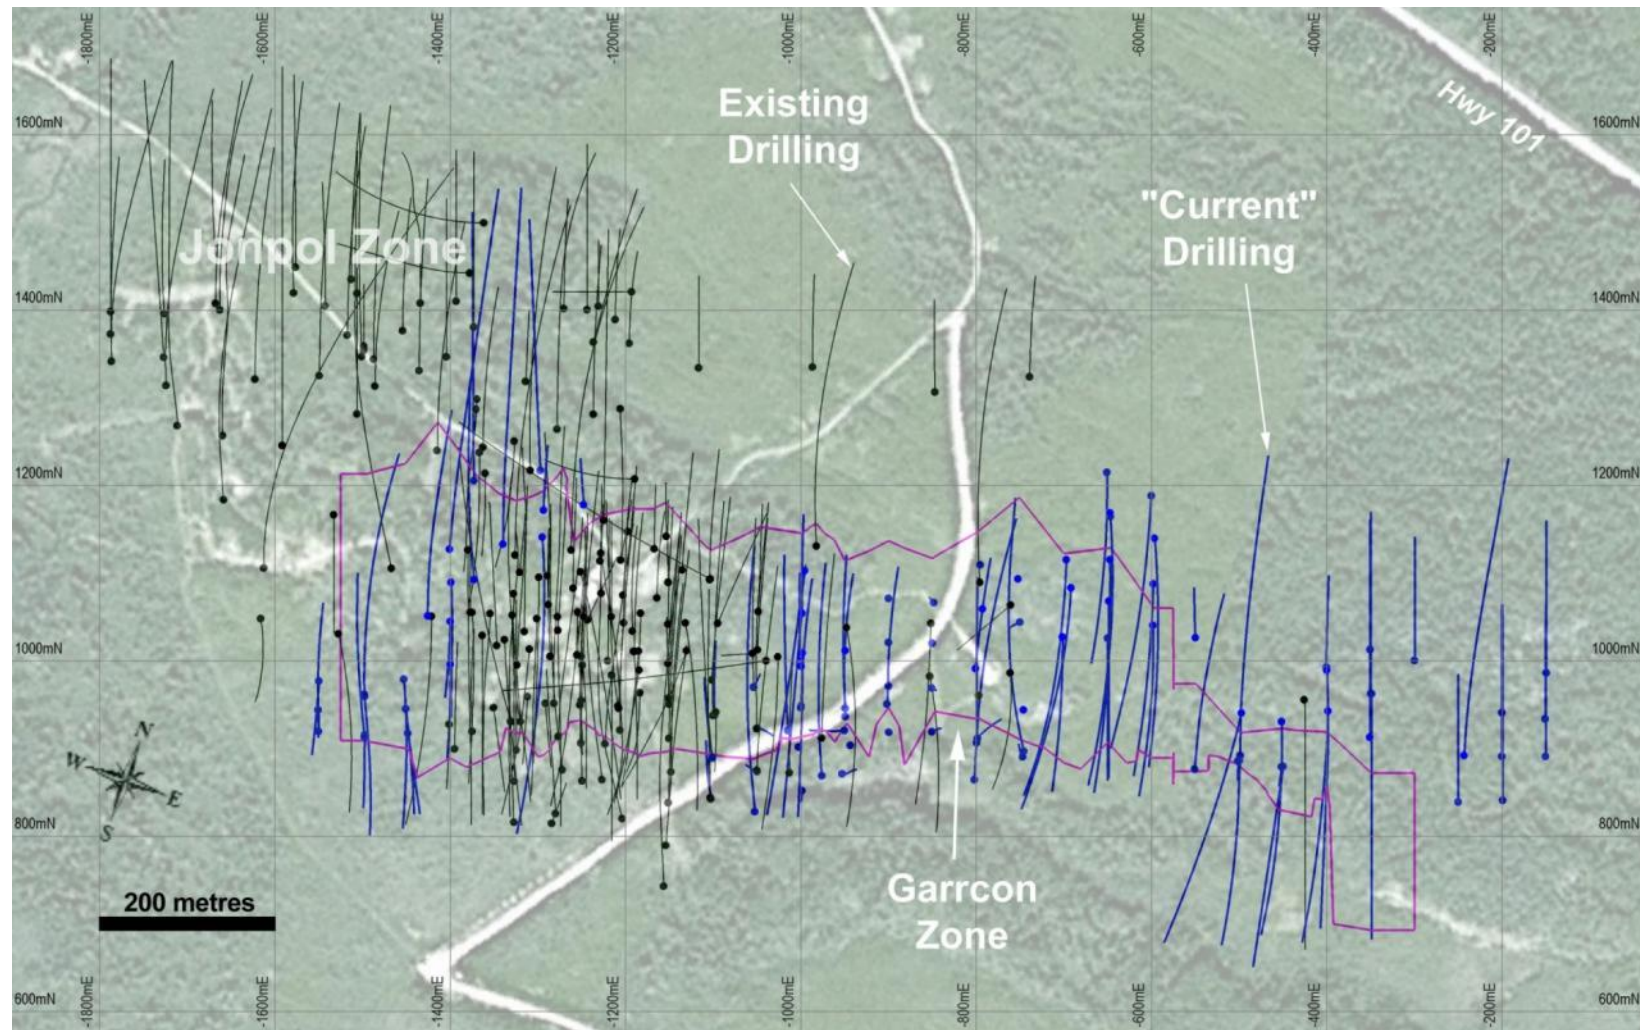 -1800mE
-1600mE
-1400mE
-1200mE
-1000mE
-800mE
-600mE
-400mE
-200mE
Hwy 101
Existing
Drilling
1600mN
1600mN
"Current"
Drilling
Jonpol Zone
1400mN
1400mN
1200mN
1200mN
1000mN
1000mN
N
W
E
S
800mN
800mN
200 metres
Garrcon
Zone
600mN
600mN
-1800mE
-1600mE
-1400mE
-1200mE
-1000mE
-800mE
-600mE
-400mE
-200mE